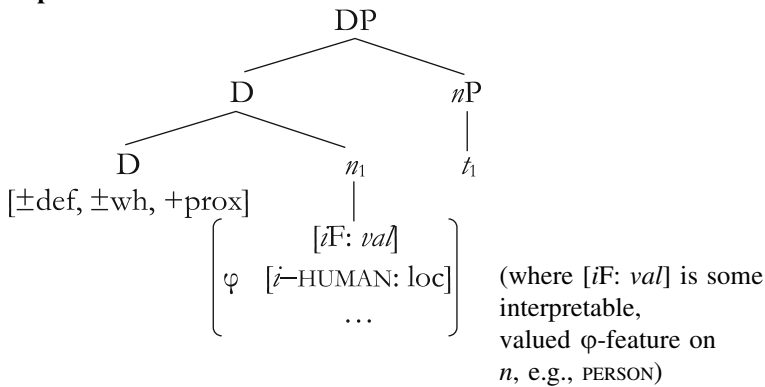 DP
D nP
D n₁ t₁
[±def, ±wh, +prox]
[iF: val]
φ [i–HUMAN: loc]
…
(where [iF: val] is some
interpretable,
valued φ-feature on
n, e.g., PERSON)